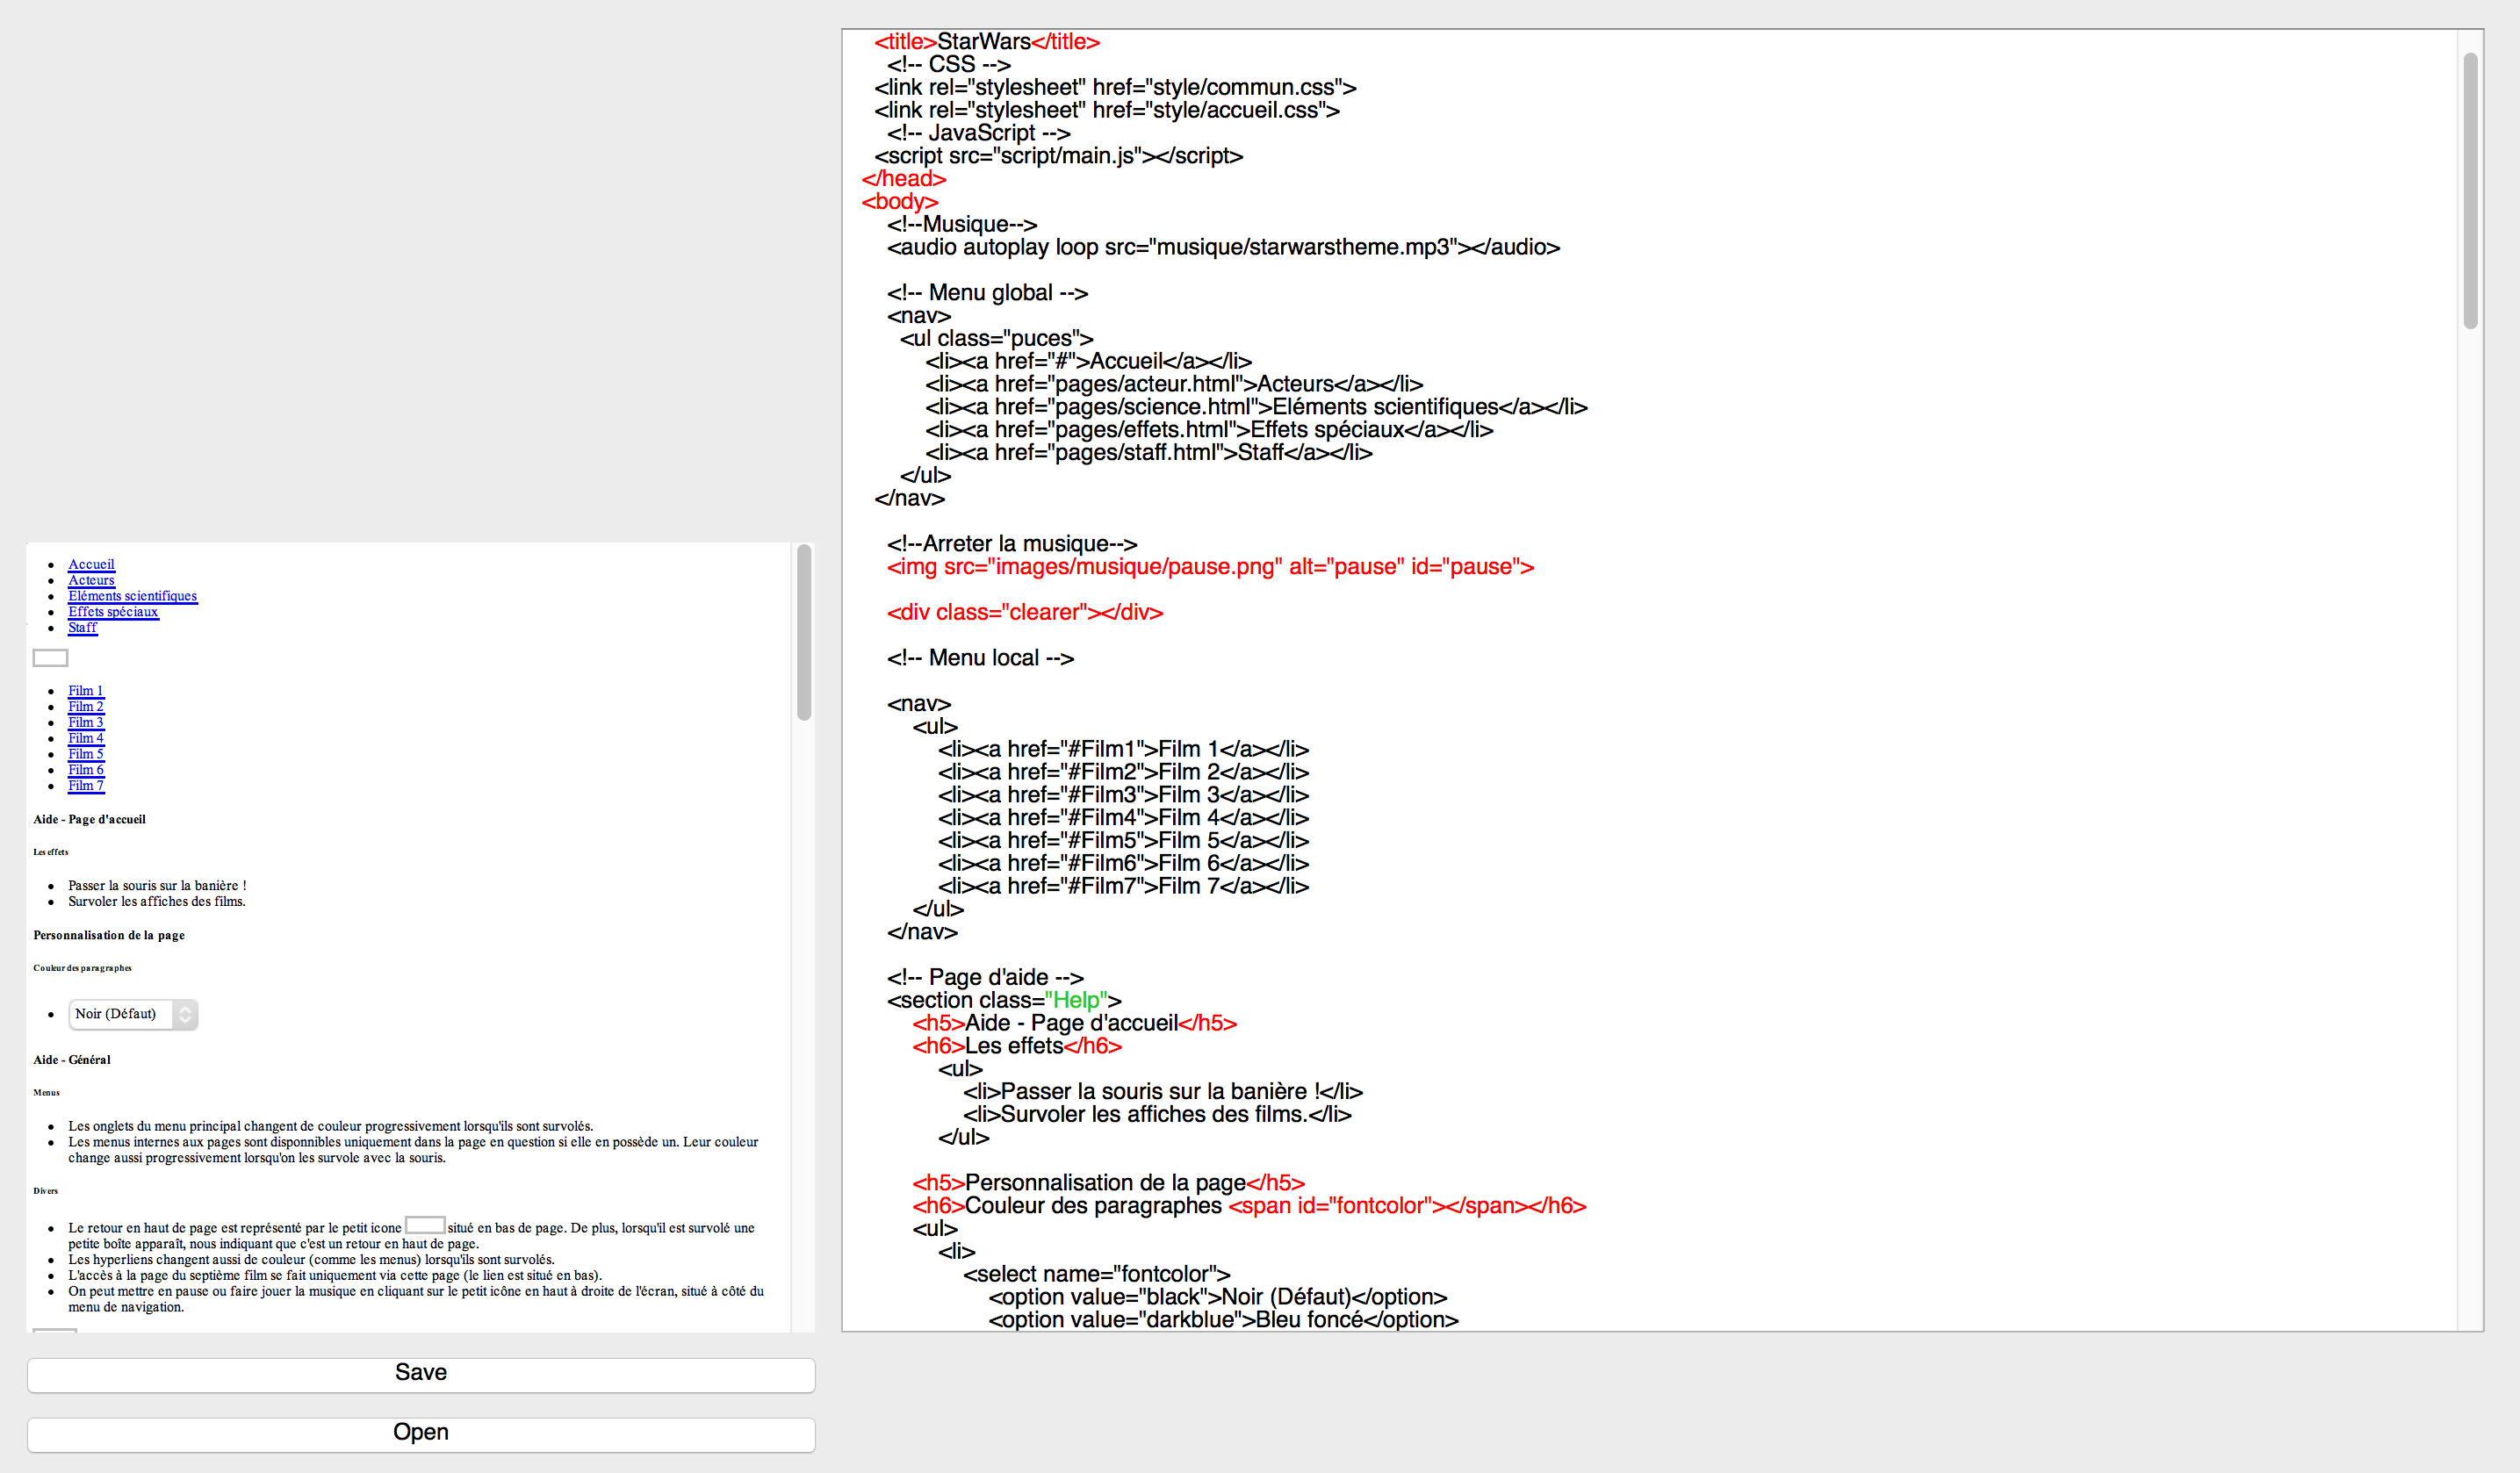 Accueil
Acteurs
Eléments scientifiques
Effets spéciaux
Staff
Film 1
Film 2
Film 3
Film 4
Film 5
Film 6
Film 7
Aide - Page d'accueil
Les effets
Passer la souris sur la banière !
Survoler les affiches des films.
Personnalisation de la page
Couleur des paragraphes
Noir (Défaut)
Aide - Général
Menus
Les onglets du menu principal changent de couleur progressivement lorsqu'ils sont survolés.
Les menus internes aux pages sont disponnibles uniquement dans la page en question si elle en possède un. Leur couleur
change aussi progressivement lorsqu'on les survole avec la souris.
Divers
Le retour en haut de page est représenté par le petit icone situé en bas de page. De plus, lorsqu'il est survolé une
petite boîte apparaît, nous indiquant que c'est un retour en haut de page.
Les hyperliens changent aussi de couleur (comme les menus) lorsqu'ils sont survolés.
L'accès à la page du septième film se fait uniquement via cette page (le lien est situé en bas).
On peut mettre en pause ou faire jouer la musique en cliquant sur le petit icône en haut à droite de l'écran, situé à côté du
menu de navigation.
Save
Open
<title>StarWars</title>
<!-- CSS -->
<link rel="stylesheet" href="style/commun.css">
<link rel="stylesheet" href="style/accueil.css">
<!-- JavaScript -->
<script src="script/main.js"></script>
</head>
<body>
<!--Musique-->
<audio autoplay loop src="musique/starwarstheme.mp3"></audio>
<!-- Menu global -->
<nav>
<ul class="puces">
<li><a href="#">Accueil</a></li>
<li><a href="pages/acteur.html">Acteurs</a></li>
<li><a href="pages/science.html">Eléments scientifiques</a></li>
<li><a href="pages/effets.html">Effets spéciaux</a></li>
<li><a href="pages/staff.html">Staff</a></li>
</ul>
</nav>
<!--Arreter la musique-->
<img src="images/musique/pause.png" alt="pause" id="pause">
<div class="clearer"></div>
<!-- Menu local -->
<nav>
<ul>
<li><a href="#Film1">Film 1</a></li>
<li><a href="#Film2">Film 2</a></li>
<li><a href="#Film3">Film 3</a></li>
<li><a href="#Film4">Film 4</a></li>
<li><a href="#Film5">Film 5</a></li>
<li><a href="#Film6">Film 6</a></li>
<li><a href="#Film7">Film 7</a></li>
</ul>
</nav>
<!-- Page d'aide -->
<section class="Help">
<h5>Aide - Page d'accueil</h5>
<h6>Les effets</h6>
<ul>
<li>Passer la souris sur la banière !</li>
<li>Survoler les affiches des films.</li>
</ul>
<h5>Personnalisation de la page</h5>
<h6>Couleur des paragraphes <span id="fontcolor"></span></h6>
<ul>
<li>
<select name="fontcolor">
<option value="black">Noir (Défaut)</option>
<option value="darkblue">Bleu foncé</option>